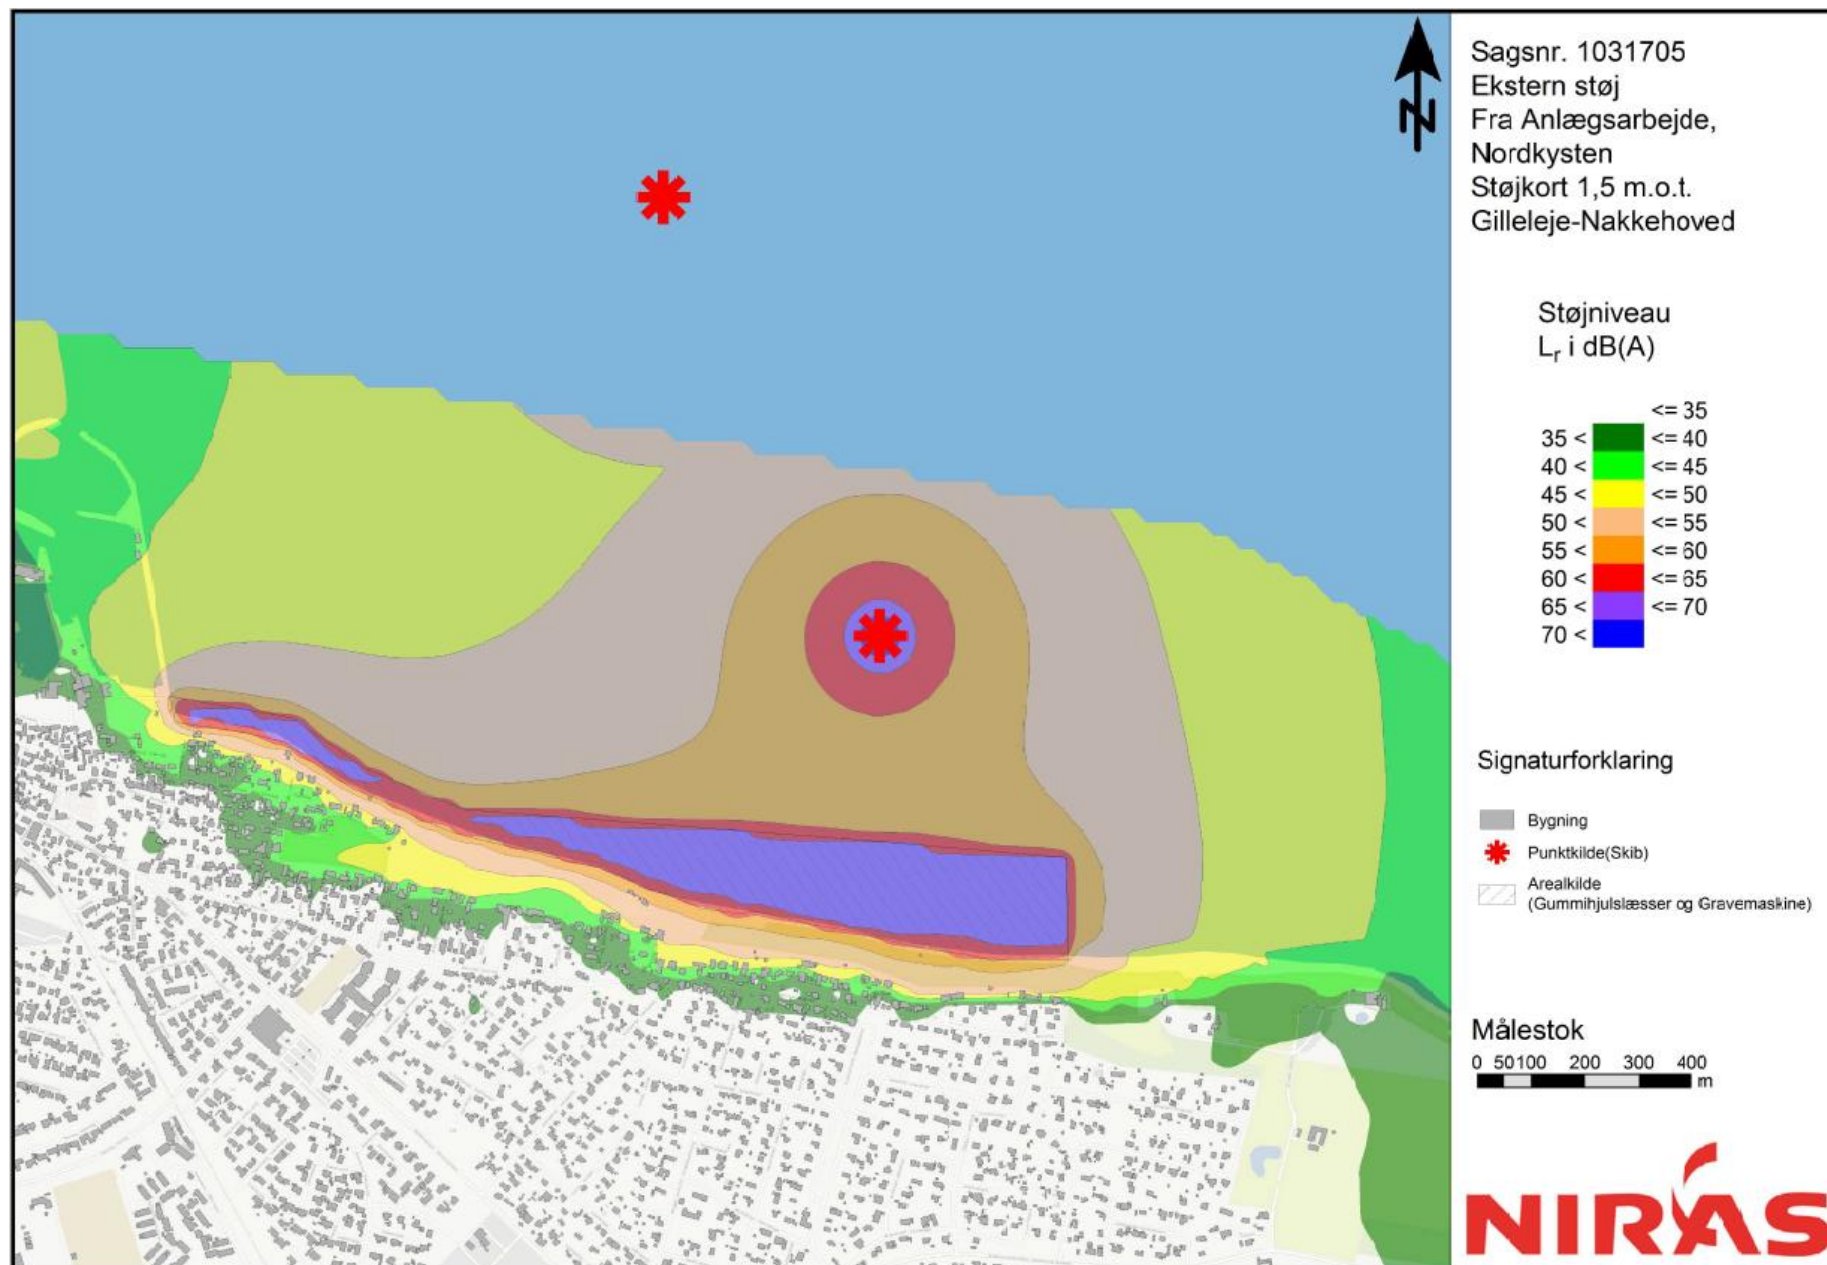 N
Sagsnr. 1031705
Ekstern støj
Fra Anlægsarbejde,
Nordkysten
Støjkort 1,5 m.o.t.
Gilleleje-Nakkehoved
Støjniveau
Lr i dB(A)
<= 35
35 < <= 40
40 < <= 45
45 < <= 50
50 < <= 55
55 < <= 60
60 < <= 65
65 < <= 70
70 <
Signaturforklaring
Bygning
Punktkilde(Skib)
Arealkilde
(Gummihjulslæsser og Gravemaskine)
Målestok
0 50 100 200 300 400
m
NIRAS